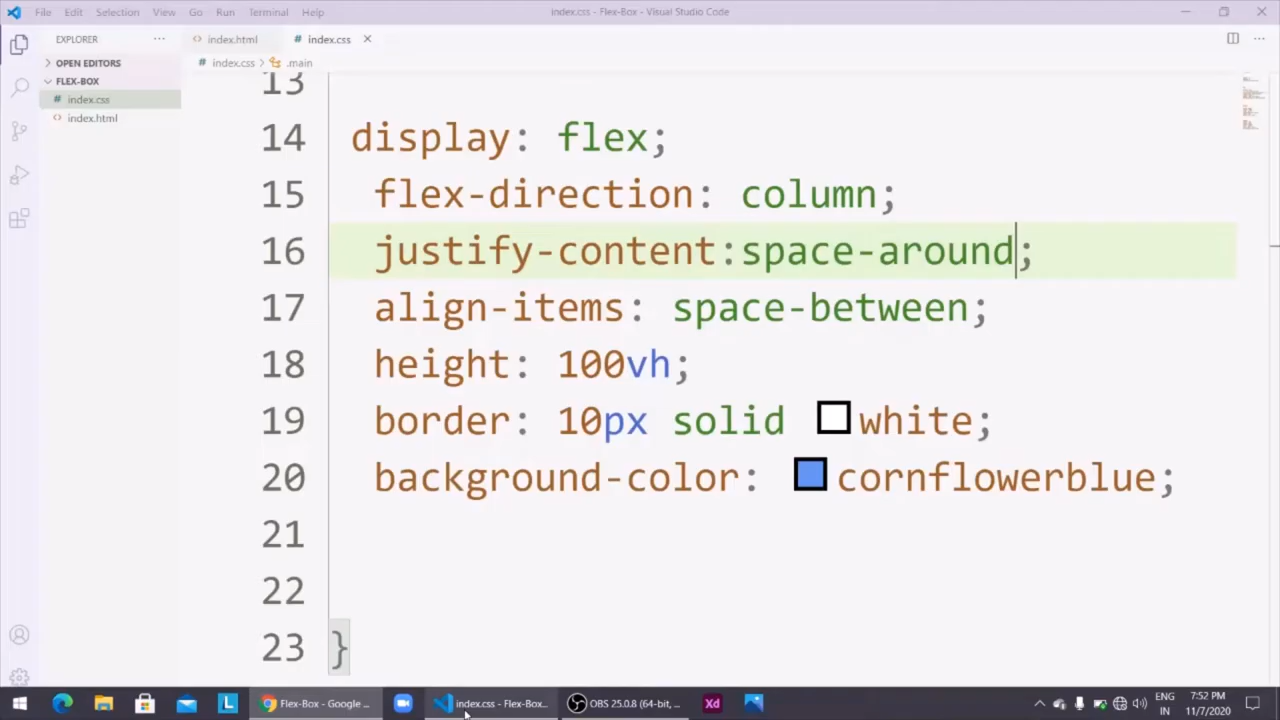 File Edit Selection View Go Run Terminal Help
index.css - Flex-Box - Visual Studio Code
EXPLORER
index.html
index.css
OPEN EDITORS
index.css > .main
FLEX-BOX
index.css
index.html
13
14 display: flex;
15 flex-direction: column;
16 justify-content:space-around;
17 align-items: space-between;
18 height: 100vh;
19 border: 10px solid white;
20 background-color: cornflowerblue;
21
22
23 }
L
Flex-Box - Google ...
index.css - Flex-Box...
OBS 25.0.8 (64-bit, ...
Xd
ENG
IN
7:52 PM
11/7/2020